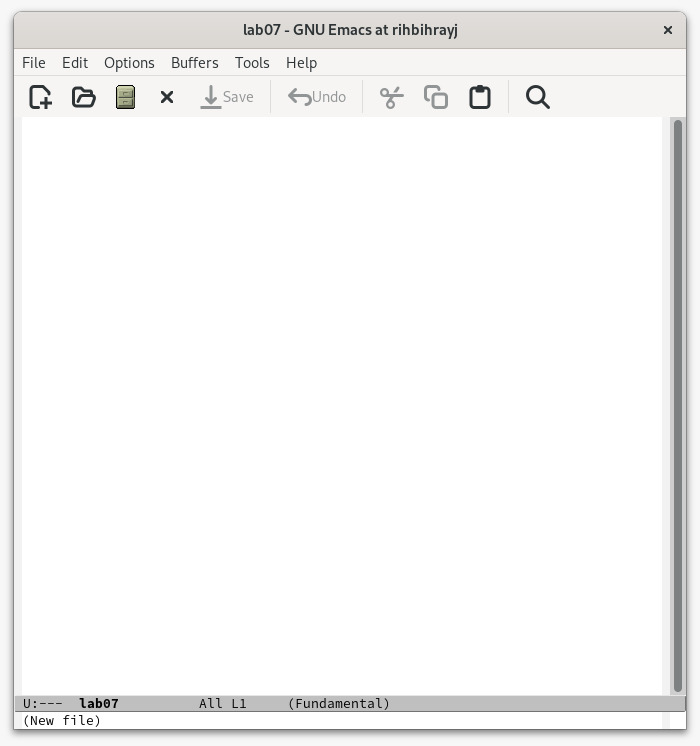 lab07 - GNU Emacs at rihbihrayj
File Edit Options Buffers Tools Help
Save Undo
U:--- lab07 All L1 (Fundamental)
(New file)